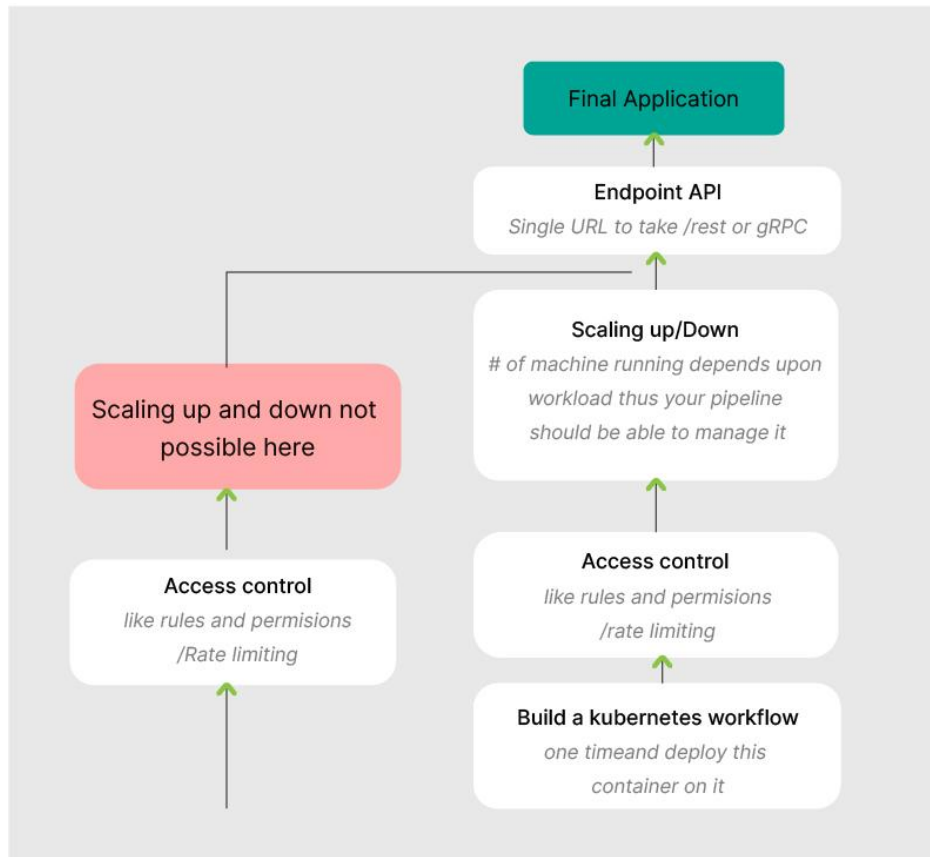 Final Application
Endpoint API
Single URL to take /rest or gRPC
Scaling up/Down
# of machine running depends upon
workload thus your pipeline
should be able to manage it
Scaling up and down not
possible here
Access control
like rules and permisions
/Rate limiting
Access control
like rules and permisions
/rate limiting
Build a kubernetes workflow
one timeand deploy this
container on it